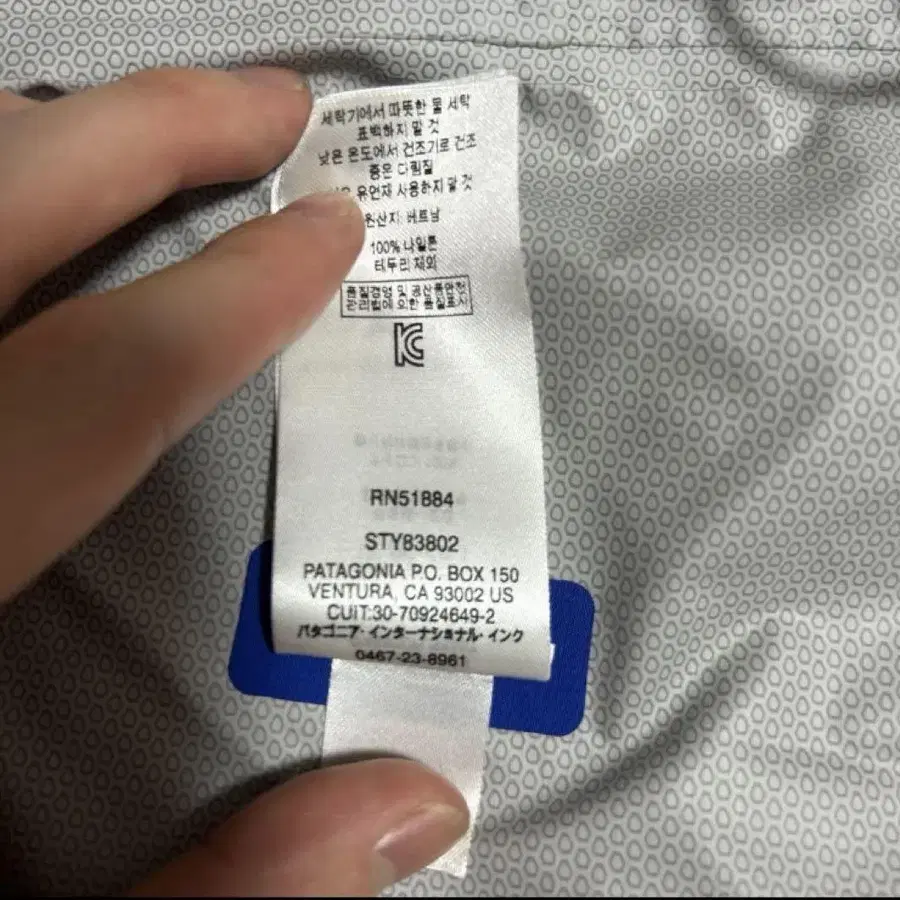 세탁기에서 따뜻한 물 세탁
표백하지 말 것
낮은 온도에서 건조기로 건조
중온 다림질
유연재 사용하지 말 것
원산지: 베트남
100% 나일론
테두리 제외
품질경영 및 공산품안전
관리법에 의한 품질표시
KC
RN51884
STY83802
PATAGONIA P.O. BOX 150
VENTURA, CA 93002 US
CUIT:30-70924649-2
パタゴニア・インターナショナル・インク
0467-23-8961